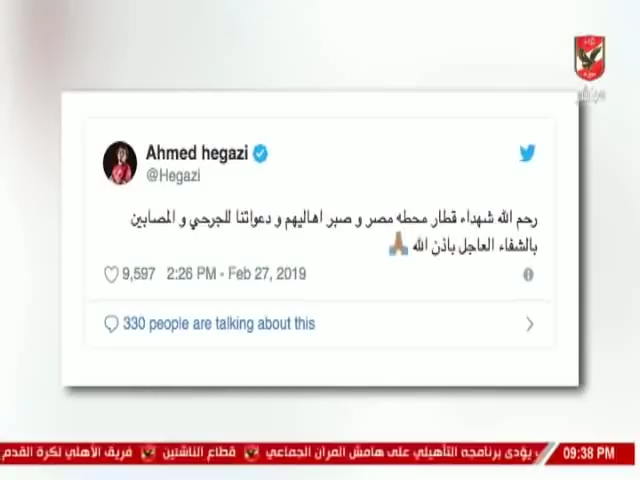 مباشر
Ahmed hegazi
@Hegazi
رحم الله شهداء قطار محطه مصر و صبر اهاليهم و دعواتنا للجرحي و المصابين
بالشفاء العاجل باذن الله 🙏🏽
9,597 2:26 PM - Feb 27, 2019
330 people are talking about this
يؤدى برنامجه التأهيلي على هامش المران الجماعي قطاع الناشئين فريق الأهلي لكرة القدم
09:38 PM